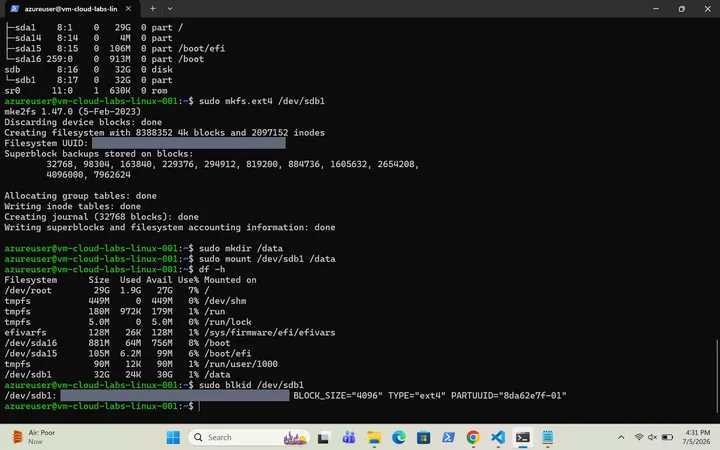 azureuser@vm-cloud-labs-lin
├─sda1 8:1 0 29G 0 part /
├─sda14 8:14 0 4M 0 part
├─sda15 8:15 0 106M 0 part /boot/efi
└─sda16 259:0 0 913M 0 part /boot
sdb 8:16 0 32G 0 disk
└─sdb1 8:17 0 32G 0 part
sr0 11:0 1 630K 0 rom
azureuser@vm-cloud-labs-linux-001:~$ sudo mkfs.ext4 /dev/sdb1
mke2fs 1.47.0 (5-Feb-2023)
Discarding device blocks: done
Creating filesystem with 8388352 4k blocks and 2097152 inodes
Filesystem UUID:
Superblock backups stored on blocks:
32768, 98304, 163840, 229376, 294912, 819200, 884736, 1605632, 2654208,
4096000, 7962624
Allocating group tables: done
Writing inode tables: done
Creating journal (32768 blocks): done
Writing superblocks and filesystem accounting information: done
azureuser@vm-cloud-labs-linux-001:~$ sudo mkdir /data
azureuser@vm-cloud-labs-linux-001:~$ sudo mount /dev/sdb1 /data
azureuser@vm-cloud-labs-linux-001:~$ df -h
Filesystem Size Used Avail Use% Mounted on
/dev/root 29G 1.9G 27G 7% /
tmpfs 449M 0 449M 0% /dev/shm
tmpfs 180M 972K 179M 1% /run
tmpfs 5.0M 0 5.0M 0% /run/lock
efivarfs 128M 26K 128M 1% /sys/firmware/efi/efivars
/dev/sda16 881M 64M 756M 8% /boot
/dev/sda15 105M 6.2M 99M 6% /boot/efi
tmpfs 90M 12K 90M 1% /run/user/1000
/dev/sdb1 32G 24K 30G 1% /data
azureuser@vm-cloud-labs-linux-001:~$ sudo blkid /dev/sdb1
/dev/sdb1: BLOCK_SIZE="4096" TYPE="ext4" PARTUUID="8da62e7f-01"
azureuser@vm-cloud-labs-linux-001:~$
Air: Poor
Now
Search
4:31 PM
7/5/2026